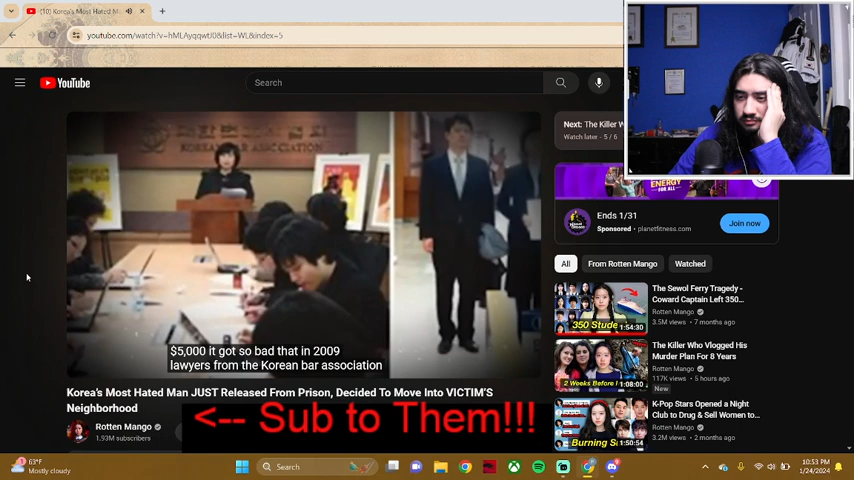 (10) Korea's Most Hated M
youtube.com/watch?v=hMLAyqqwtJ0&list=WL&index=5
YouTube
Search
KOREAN BAR ASSOCIATION
$5,000 it got so bad that in 2009
lawyers from the Korean bar association
Korea's Most Hated Man JUST Released From Prison, Decided To Move Into VICTIM'S
Neighborhood
Rotten Mango
1.93M subscribers
<-- Sub to Them!!!
Next: The Killer W
Watch later - 5/6
ENERGY
FOR ALL
Ends 1/31
Sponsored · planetfitness.com
Join now
All
From Rotten Mango
Watched
350 Stude
1:54:30
The Sewol Ferry Tragedy -
Coward Captain Left 350...
Rotten Mango
3.5M views · 7 months ago
2 Weeks Before
1:08:00
The Killer Who Vlogged His
Murder Plan For 8 Years
Rotten Mango
117K views · 5 hours ago
New
Burning S
1:50:54
K-Pop Stars Opened a Night
Club to Drug & Sell Women to...
Rotten Mango
3.2M views · 2 months ago
63°F
Mostly cloudy
Search
10:53 PM
1/24/2024